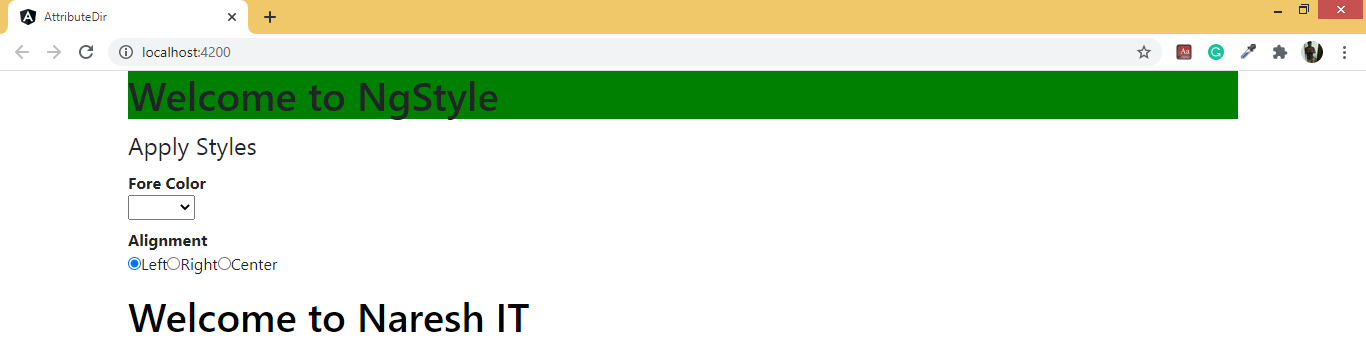 AttributeDir
localhost:4200
Welcome to NgStyle
Apply Styles
Fore Color
Alignment
Left Right Center
Welcome to Naresh IT